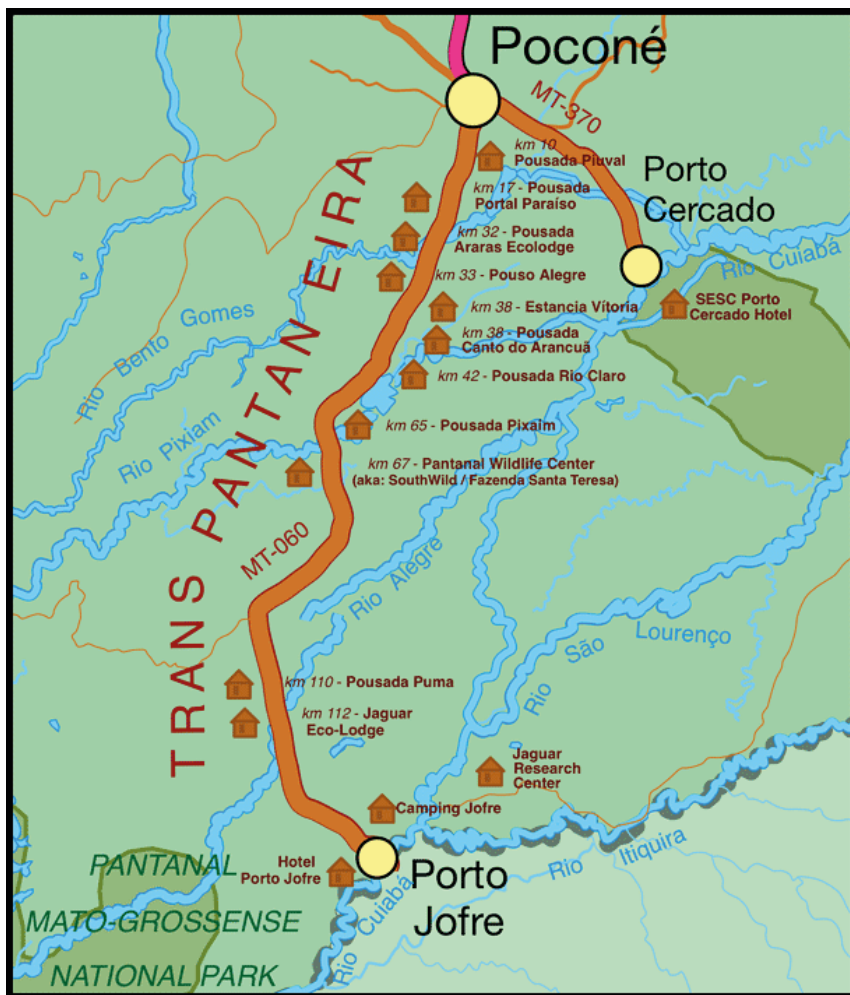 Poconé
MT-370
km 10
Pousada Piuval
Porto
Cercado
km 17 - Pousada
Portal Paraíso
km 32 - Pousada
Araras Ecolodge
Rio Cuiabá
km 33 - Pouso Alegre
SESC Porto
Cercado Hotel
km 38 - Estancia Vítoria
km 38 - Pousada
Canto do Arancuã
Rio Bento Gomes
km 42 - Pousada Rio Claro
Rio Pixiam
km 65 - Pousada Pixaim
km 67 - Pantanal Wildlife Center
(aka: SouthWild / Fazenda Santa Teresa)
TRANS PANTAN EIRA
MT-060
Rio Alegre
Rio São Lourenço
km 110 - Pousada Puma
km 112 - Jaguar
Eco-Lodge
Jaguar
Research
Center
Camping Jofre
Rio Itiquira
Hotel
Porto Jofre
Porto
Jofre
Rio Cuiabá
PANTANAL
MATO-GROSSENSE
NATIONAL PARK